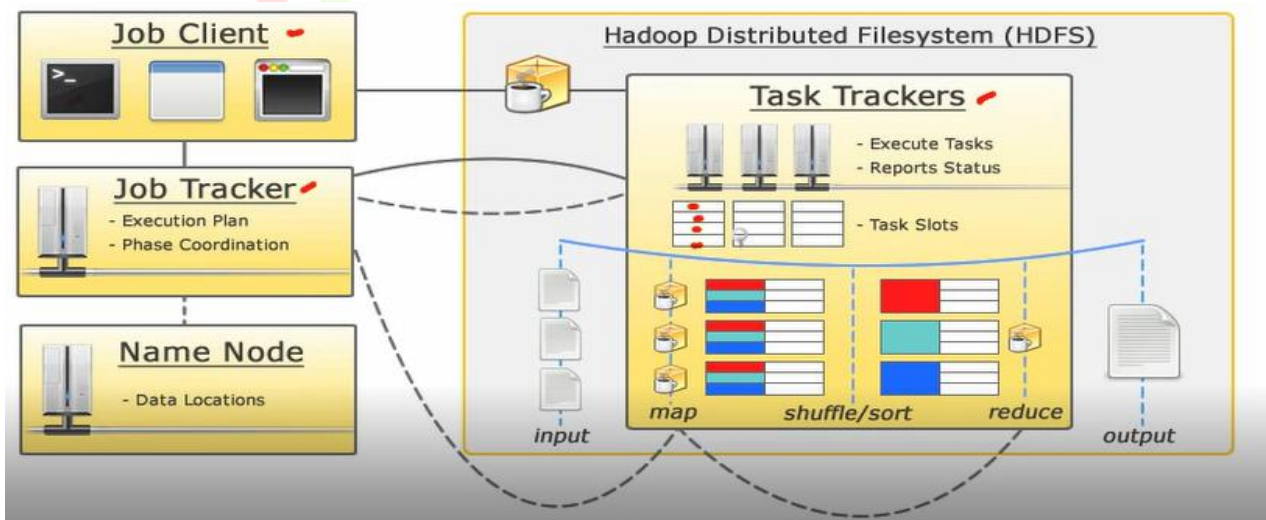 Job Client
>_
Job Tracker
- Execution Plan
- Phase Coordination
Name Node
- Data Locations
Hadoop Distributed Filesystem (HDFS)
Task Trackers
- Execute Tasks
- Reports Status
- Task Slots
input
map
shuffle/sort
reduce
output